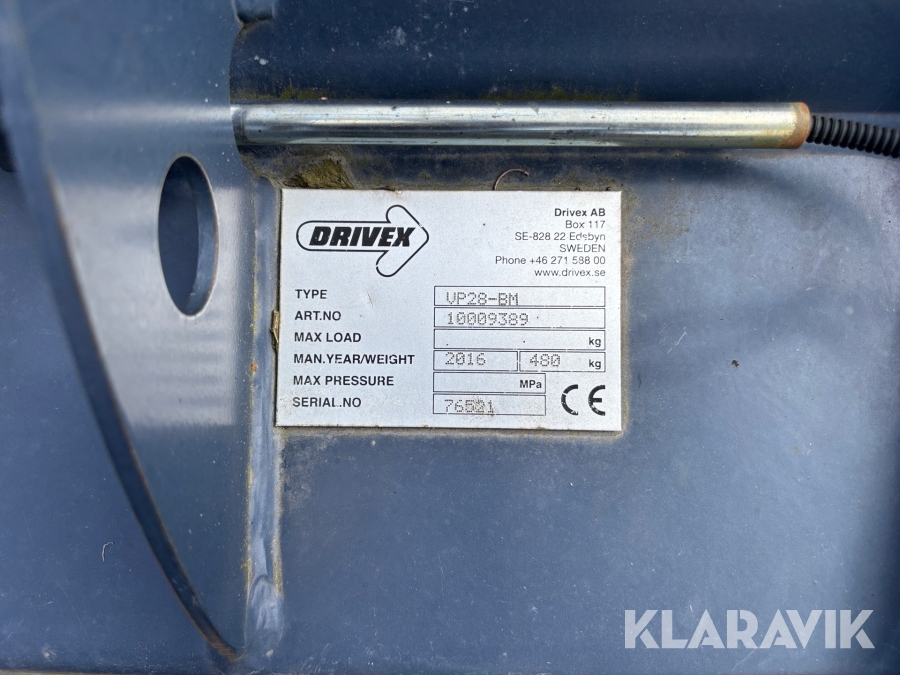 DRIVEX
Drivex AB
Box 117
SE-828 22 Edsbyn
SWEDEN
Phone +46 271 588 00
www.drivex.se
TYPE VP28-BM
ART.NO 10009389
MAX LOAD kg
MAN.YEAR/WEIGHT 2016 480 kg
MAX PRESSURE MPa
SERIAL.NO 76521
CE
KLARAVIK